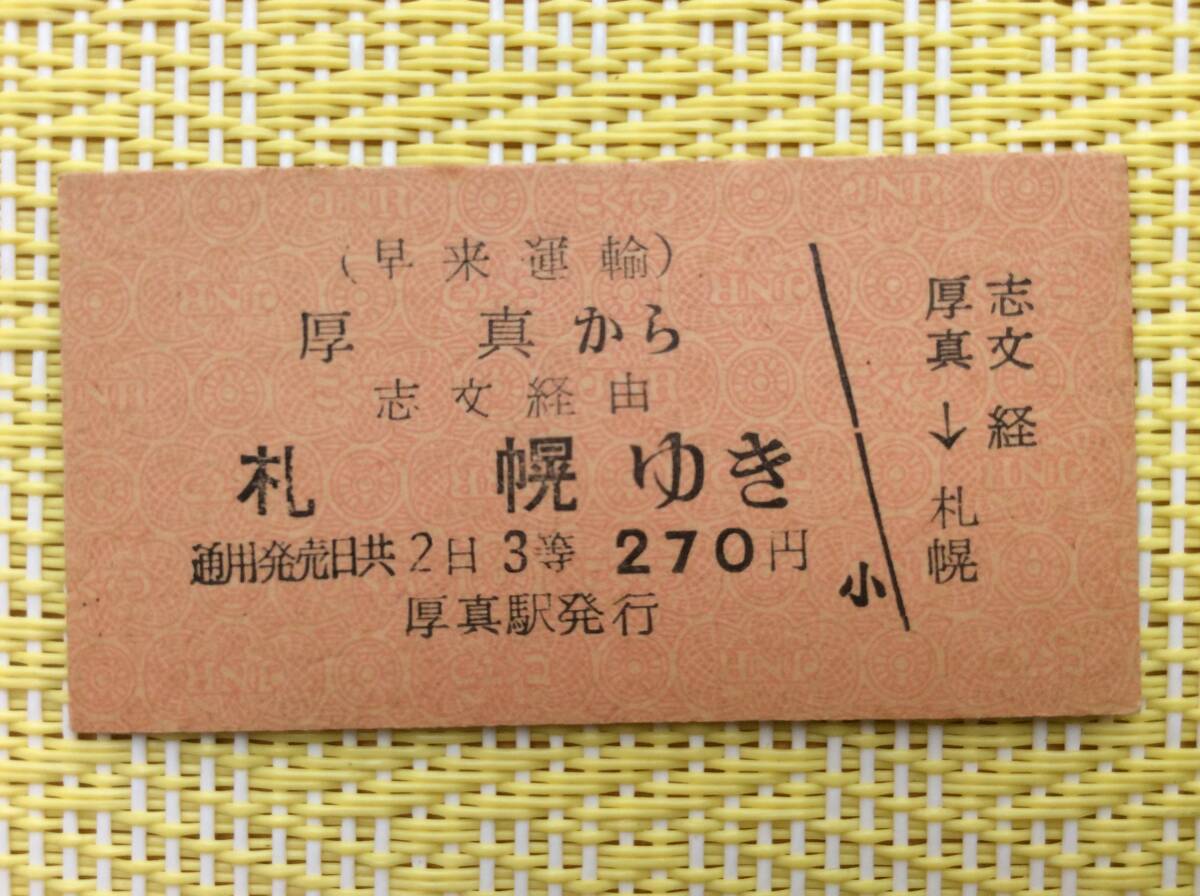 (早来運輸)
厚真から
志文経由
札幌ゆき
通用発売日共2日3等 270円
厚真駅発行
小
志文経
厚真→札幌